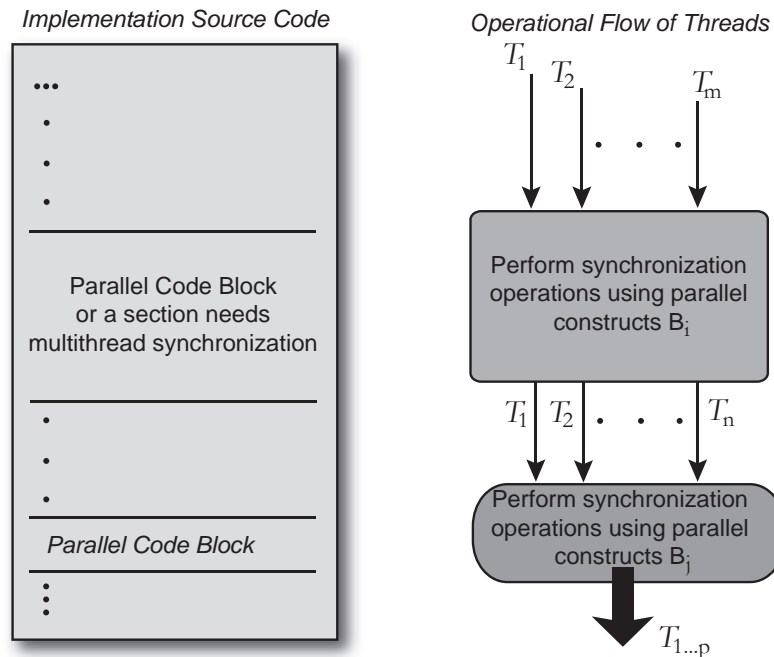 Implementation Source Code
Parallel Code Block
or a section needs
multithread synchronization
Parallel Code Block
Operational Flow of Threads
T1
T2
Tm
Perform synchronization
operations using parallel
constructs Bi
T1
T2
Tn
Perform synchronization
operations using parallel
constructs Bj
T1...p